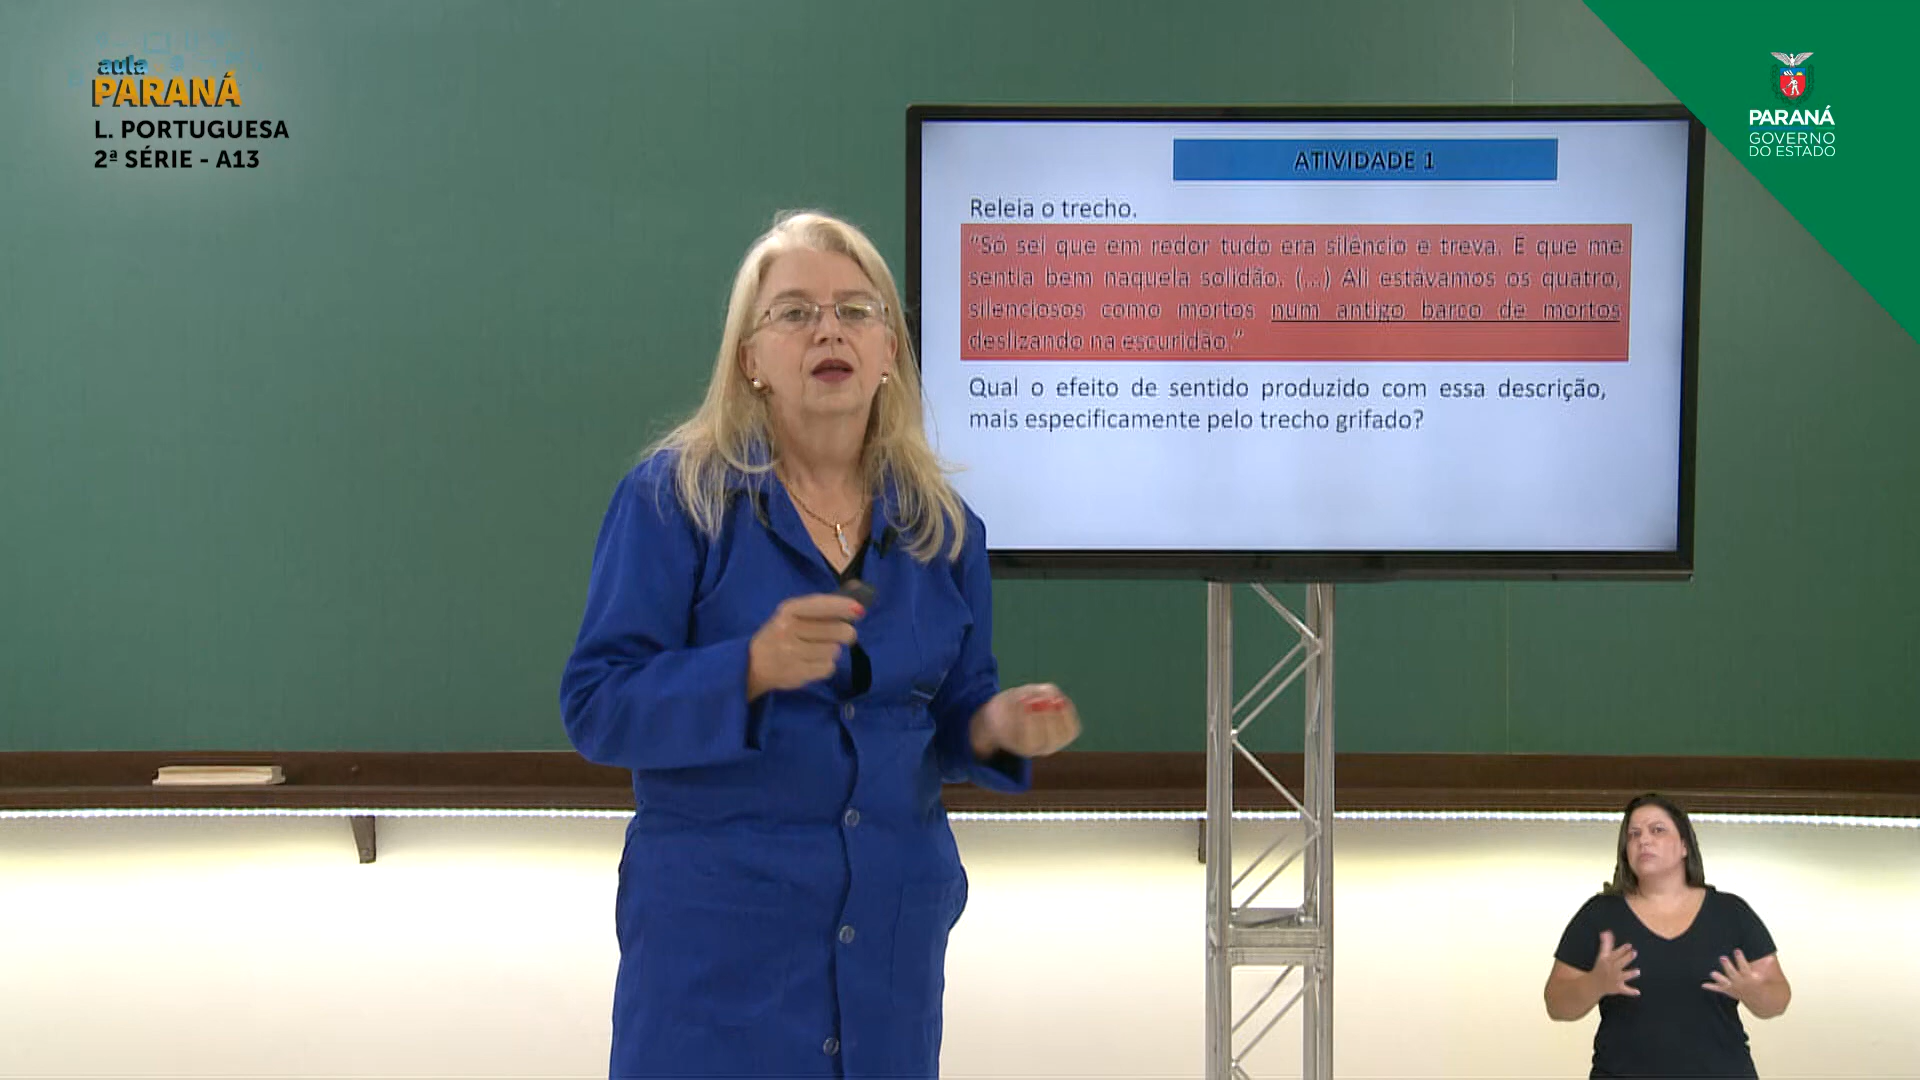 aula
PARANÁ
L. PORTUGUESA
2ª SÉRIE - A13
PARANÁ
GOVERNO
DO ESTADO
ATIVIDADE 1
Releia o trecho.
“Só sei que em redor tudo era silêncio e treva. E que me
sentia bem naquela solidão. (...) Ali estávamos os quatro,
silenciosos como mortos num antigo barco de mortos
deslizando na escuridão.”
Qual o efeito de sentido produzido com essa descrição,
mais especificamente pelo trecho grifado?